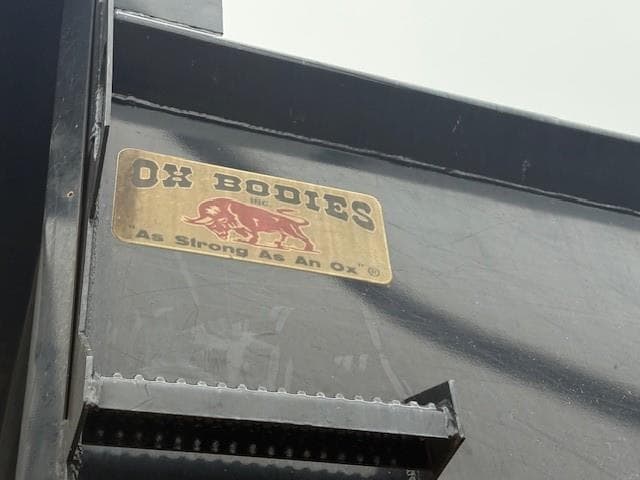 OX BODIES
INC.
"As Strong As An Ox" ®